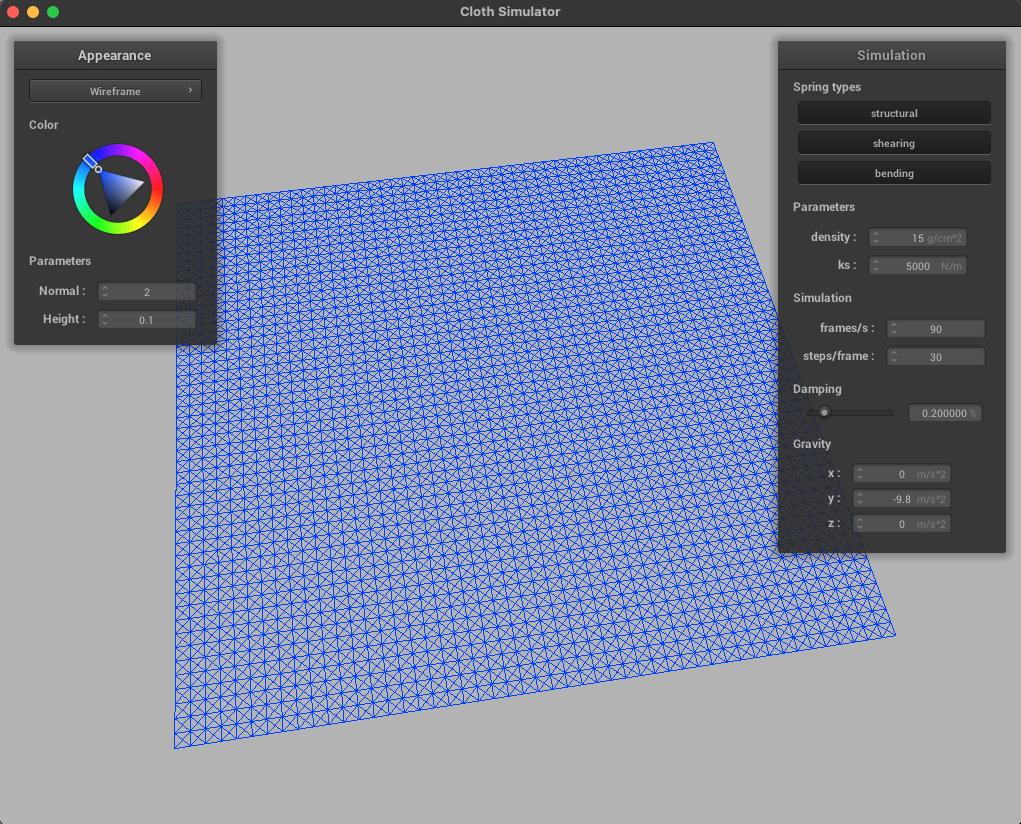 Cloth Simulator
Appearance
Wireframe
Color
Parameters
Normal : 2
Height : 0.1
Simulation
Spring types
structural
shearing
bending
Parameters
density : 15 g/cm^2
ks : 5000 N/m
Simulation
frames/s : 90
steps/frame : 30
Damping
0.200000 %
Gravity
x : 0 m/s^2
y : -9.8 m/s^2
z : 0 m/s^2